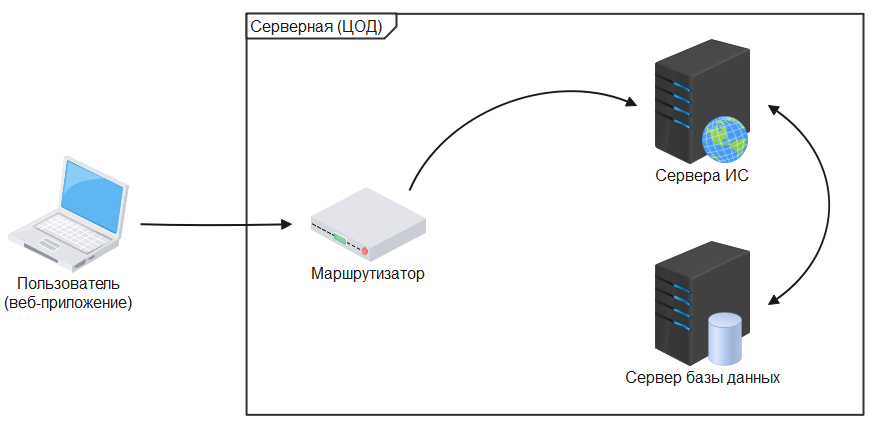 Серверная (ЦОД)
Сервера ИС
Маршрутизатор
Пользователь
(веб-приложение)
Сервер базы данных